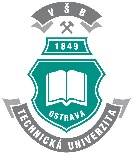 VŠB
1849
OSTRAVA
TECHNICKÁ UNIVERZITA